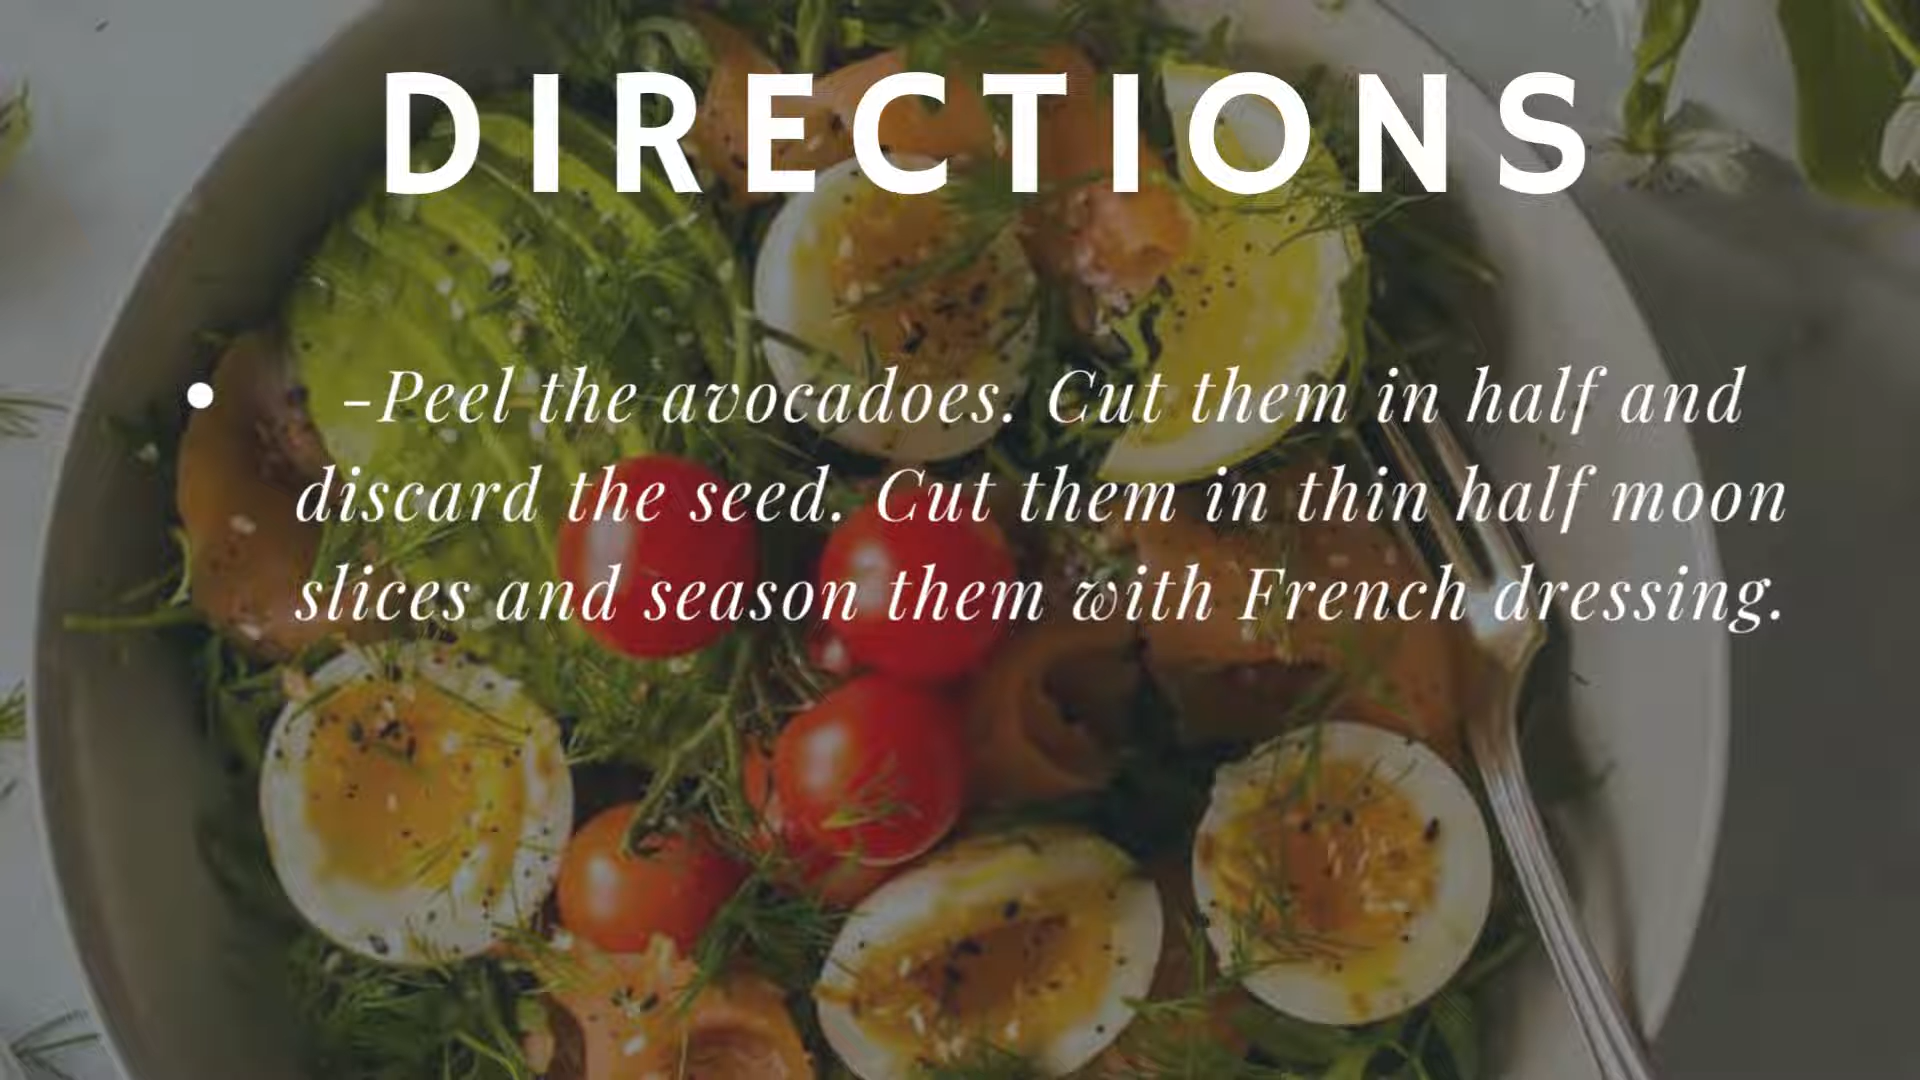 DIRECTIONS
• -Peel the avocadoes. Cut them in half and
discard the seed. Cut them in thin half moon
slices and season them with French dressing.